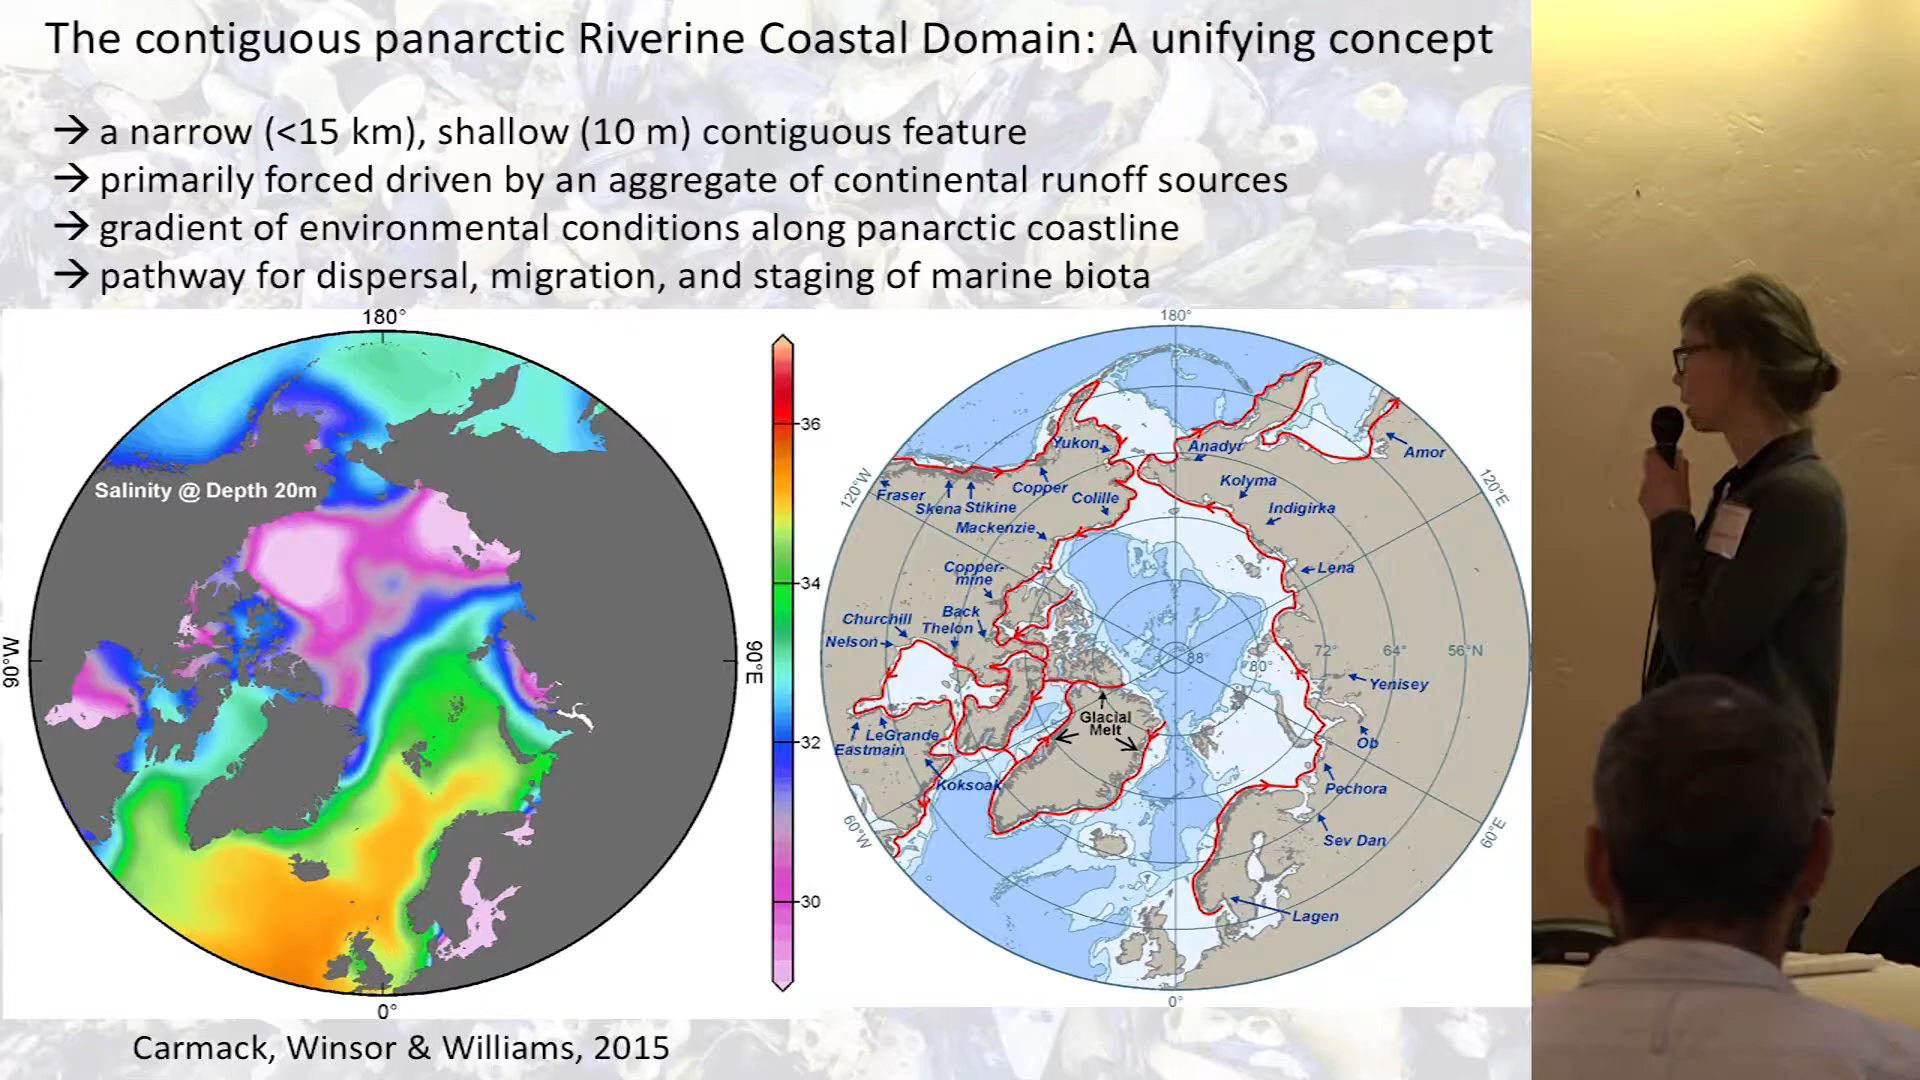 The contiguous panarctic Riverine Coastal Domain: A unifying concept
→ a narrow (<15 km), shallow (10 m) contiguous feature
→ primarily forced driven by an aggregate of continental runoff sources
→ gradient of environmental conditions along panarctic coastline
→ pathway for dispersal, migration, and staging of marine biota
180°
Salinity @ Depth 20m
90°W
90°E
0°
36
34
32
30
180°
120°W
120°E
60°W
60°E
0°
88°
80°
72°
64°
56°N
Yukon
Anadyr
Amor
Fraser
Skena
Stikine
Copper
Colille
Kolyma
Indigirka
Mackenzie
Copper-
mine
Lena
Churchill
Back
Thelon
Nelson
Yenisey
Glacial
Melt
LeGrande
Eastmain
Ob
Koksoak
Pechora
Sev Dan
Lagen
Carmack, Winsor & Williams, 2015